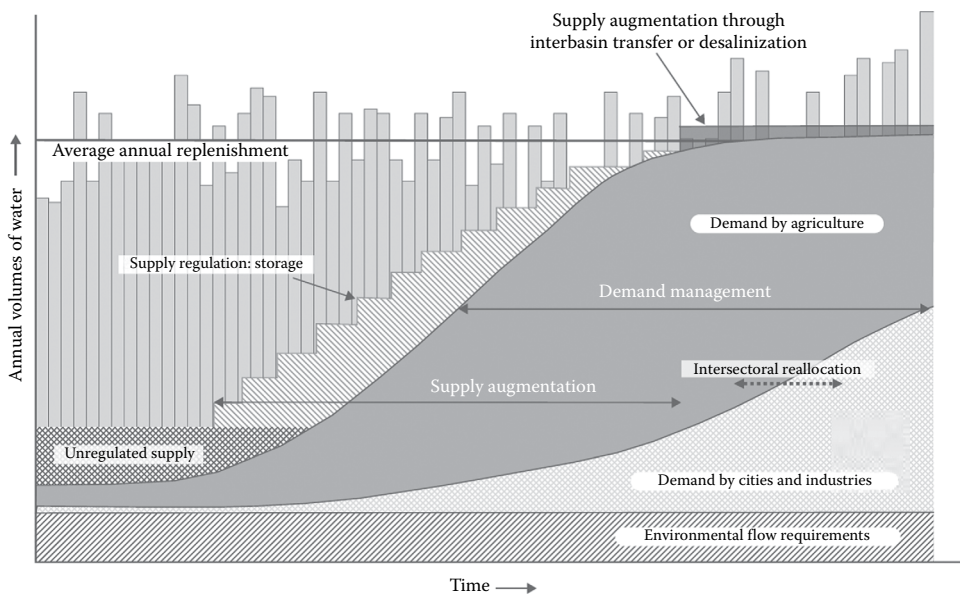 Supply augmentation through
interbasin transfer or desalinization
Average annual replenishment
Annual volumes of water
Demand by agriculture
Supply regulation: storage
Demand management
Intersectoral reallocation
Supply augmentation
Unregulated supply
Demand by cities and industries
Environmental flow requirements
Time